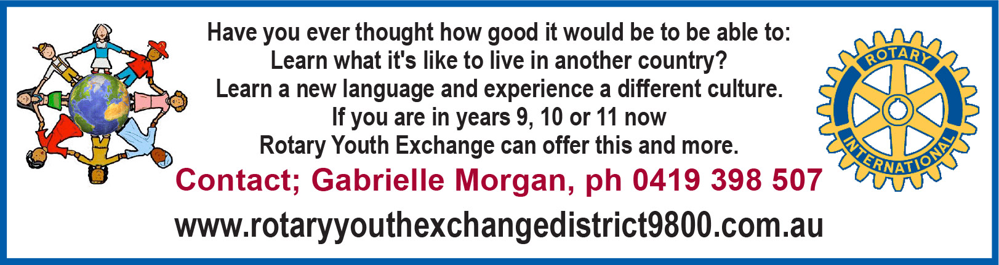 Have you ever thought how good it would be to be able to:
Learn what it's like to live in another country?
Learn a new language and experience a different culture.
If you are in years 9, 10 or 11 now
Rotary Youth Exchange can offer this and more.
Contact; Gabrielle Morgan, ph 0419 398 507
www.rotaryyouthexchangedistrict9800.com.au
ROTARY
INTERNATIONAL